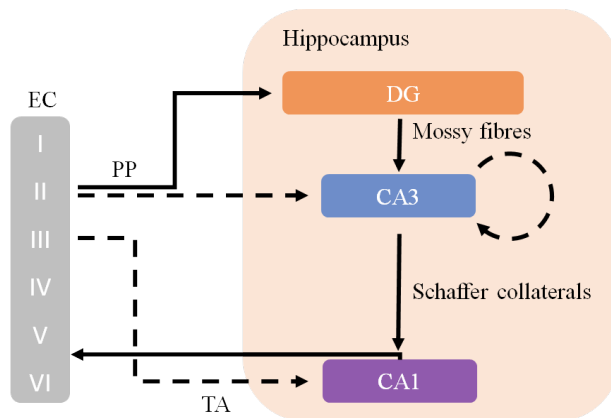 Hippocampus
EC
DG
I
Mossy fibres
PP
II
CA3
III
IV
Schaffer collaterals
V
VI
CA1
TA